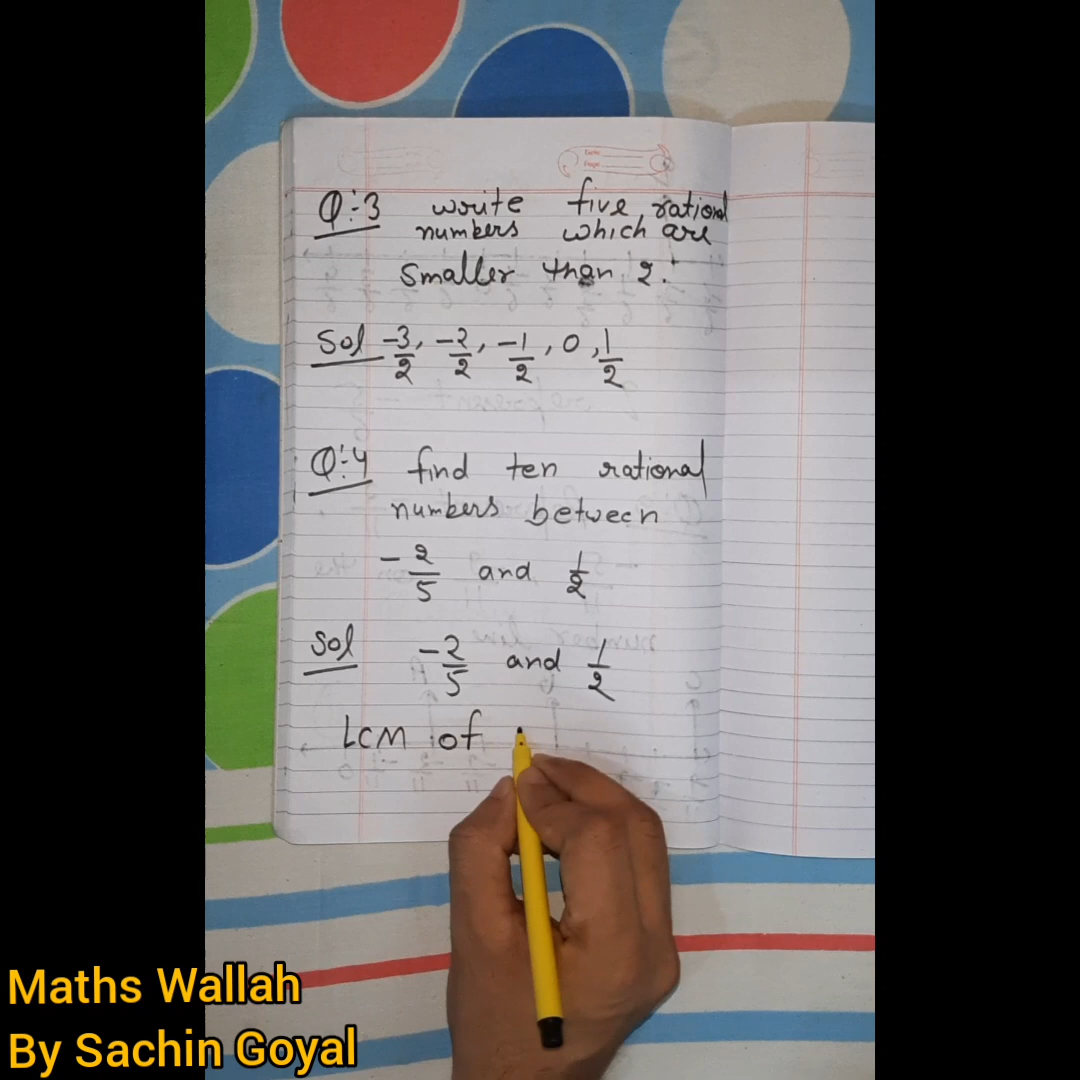 Q:-3 write five rational
numbers which are
smaller than 2.
Sol -3/2, -2/2, -1/2, 0, 1/2
Q:-4 find ten rational
numbers between
-2/5 and 1/2
Sol -2/5 and 1/2
LCM of
Maths Wallah
By Sachin Goyal